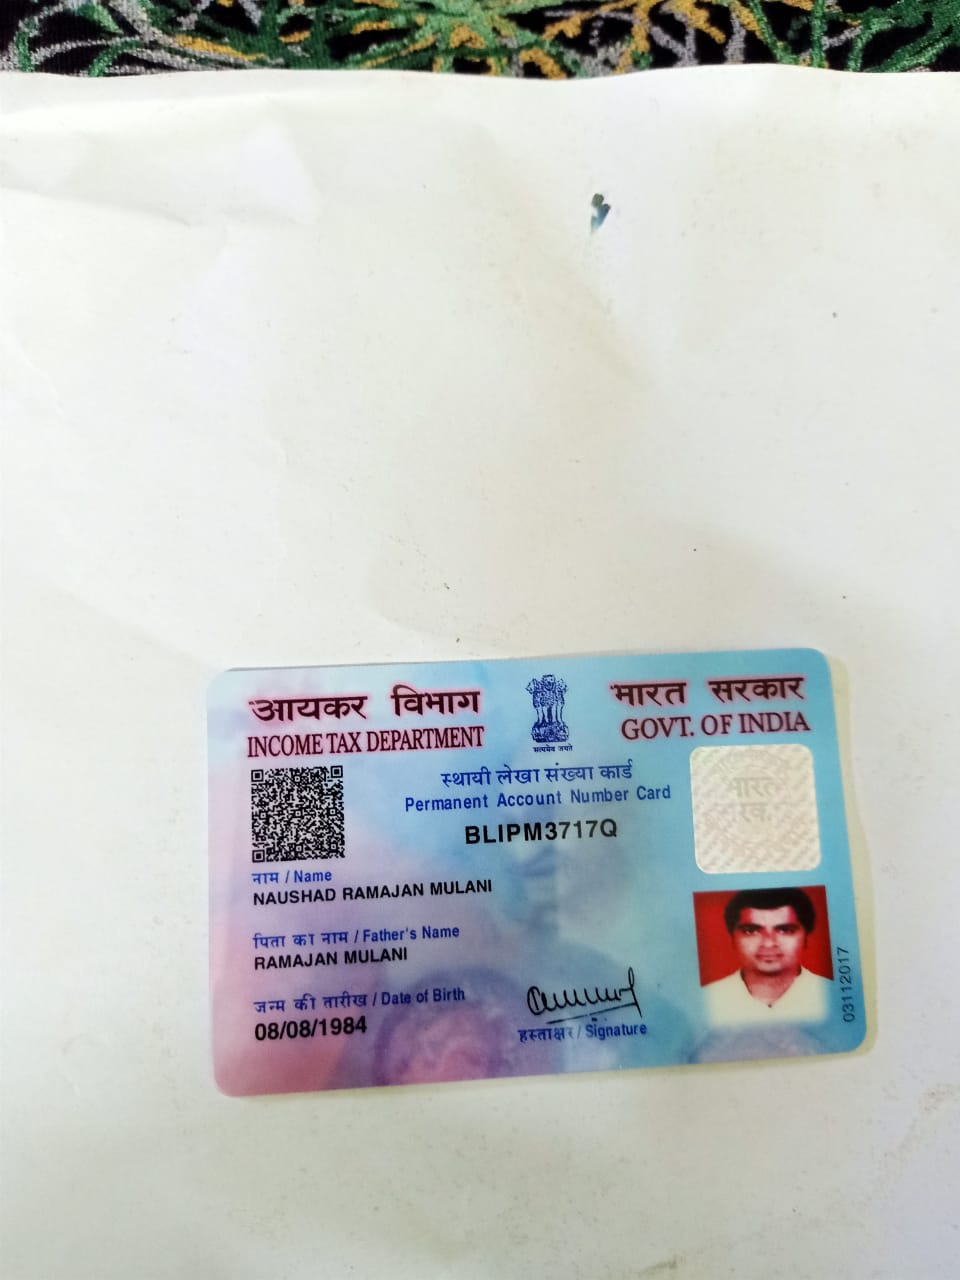 आयकर विभाग
INCOME TAX DEPARTMENT
सत्यमेव जयते
भारत सरकार
GOVT. OF INDIA
स्थायी लेखा संख्या कार्ड
Permanent Account Number Card
BLIPM3717Q
नाम / Name
NAUSHAD RAMAJAN MULANI
पिता का नाम / Father's Name
RAMAJAN MULANI
जन्म की तारीख / Date of Birth
08/08/1984
हस्ताक्षर / Signature
03112017
भारत